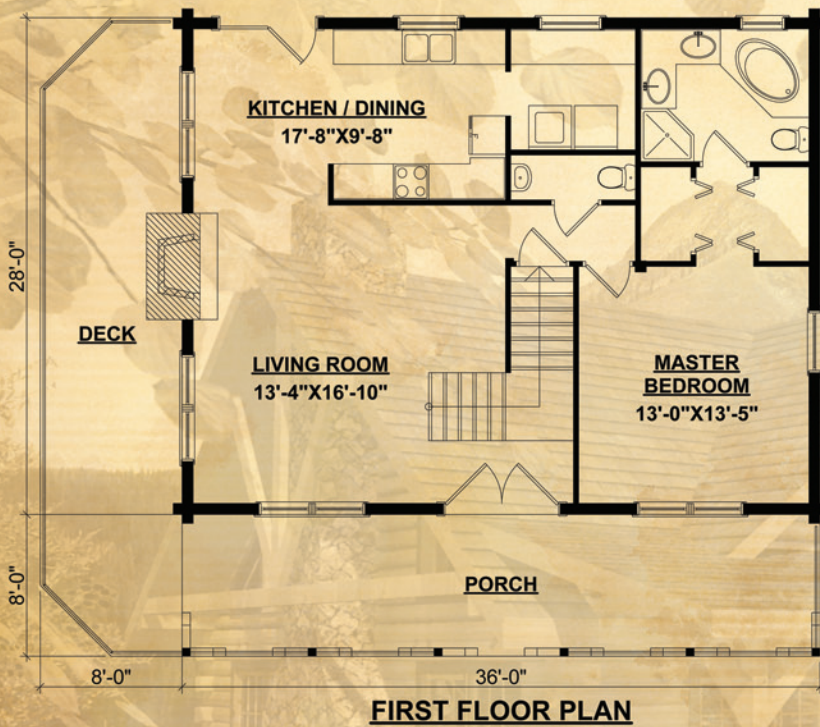 KITCHEN / DINING
17'-8"X9'-8"
28'-0"
DECK
LIVING ROOM
13'-4"X16'-10"
MASTER
BEDROOM
13'-0"X13'-5"
8'-0"
PORCH
8'-0"
36'-0"
FIRST FLOOR PLAN